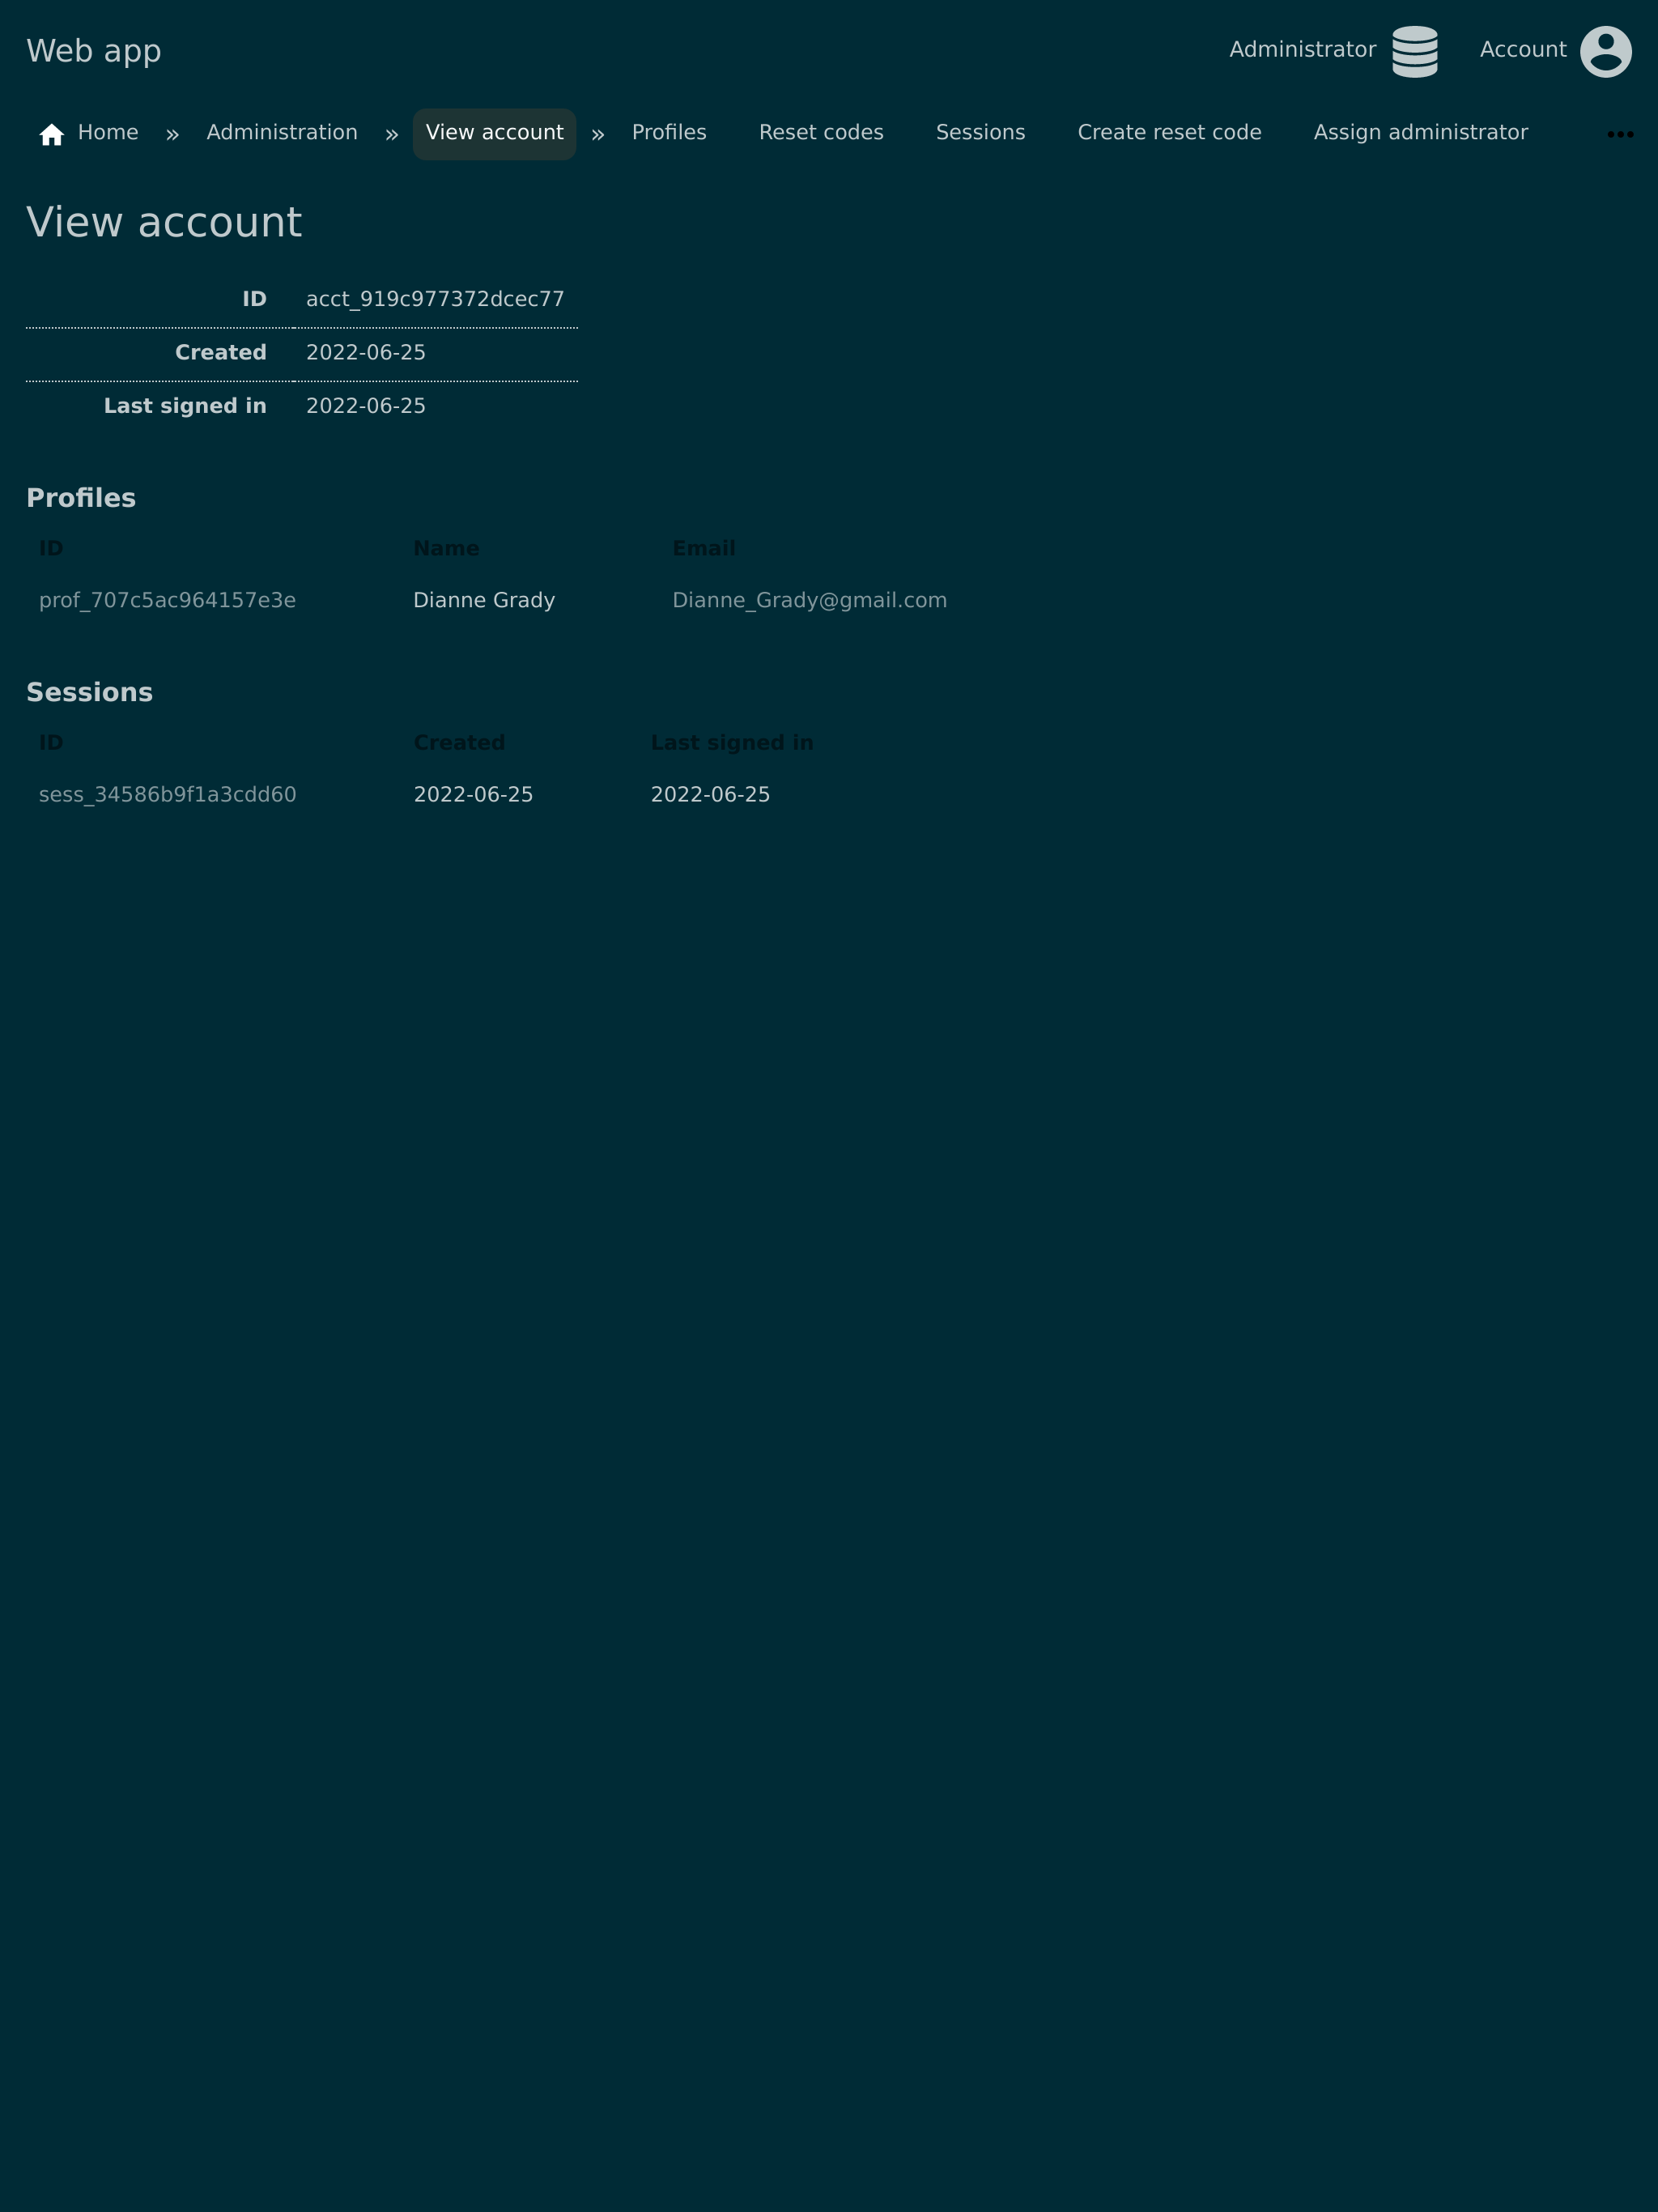 Web app Administrator Account
Home » Administration » View account » Profiles Reset codes Sessions Create reset code Assign administrator •••
View account
ID acct_919c977372dcec77
Created 2022-06-25
Last signed in 2022-06-25
Profiles
ID Name Email
prof_707c5ac964157e3e Dianne Grady Dianne_Grady@gmail.com
Sessions
ID Created Last signed in
sess_34586b9f1a3cdd60 2022-06-25 2022-06-25